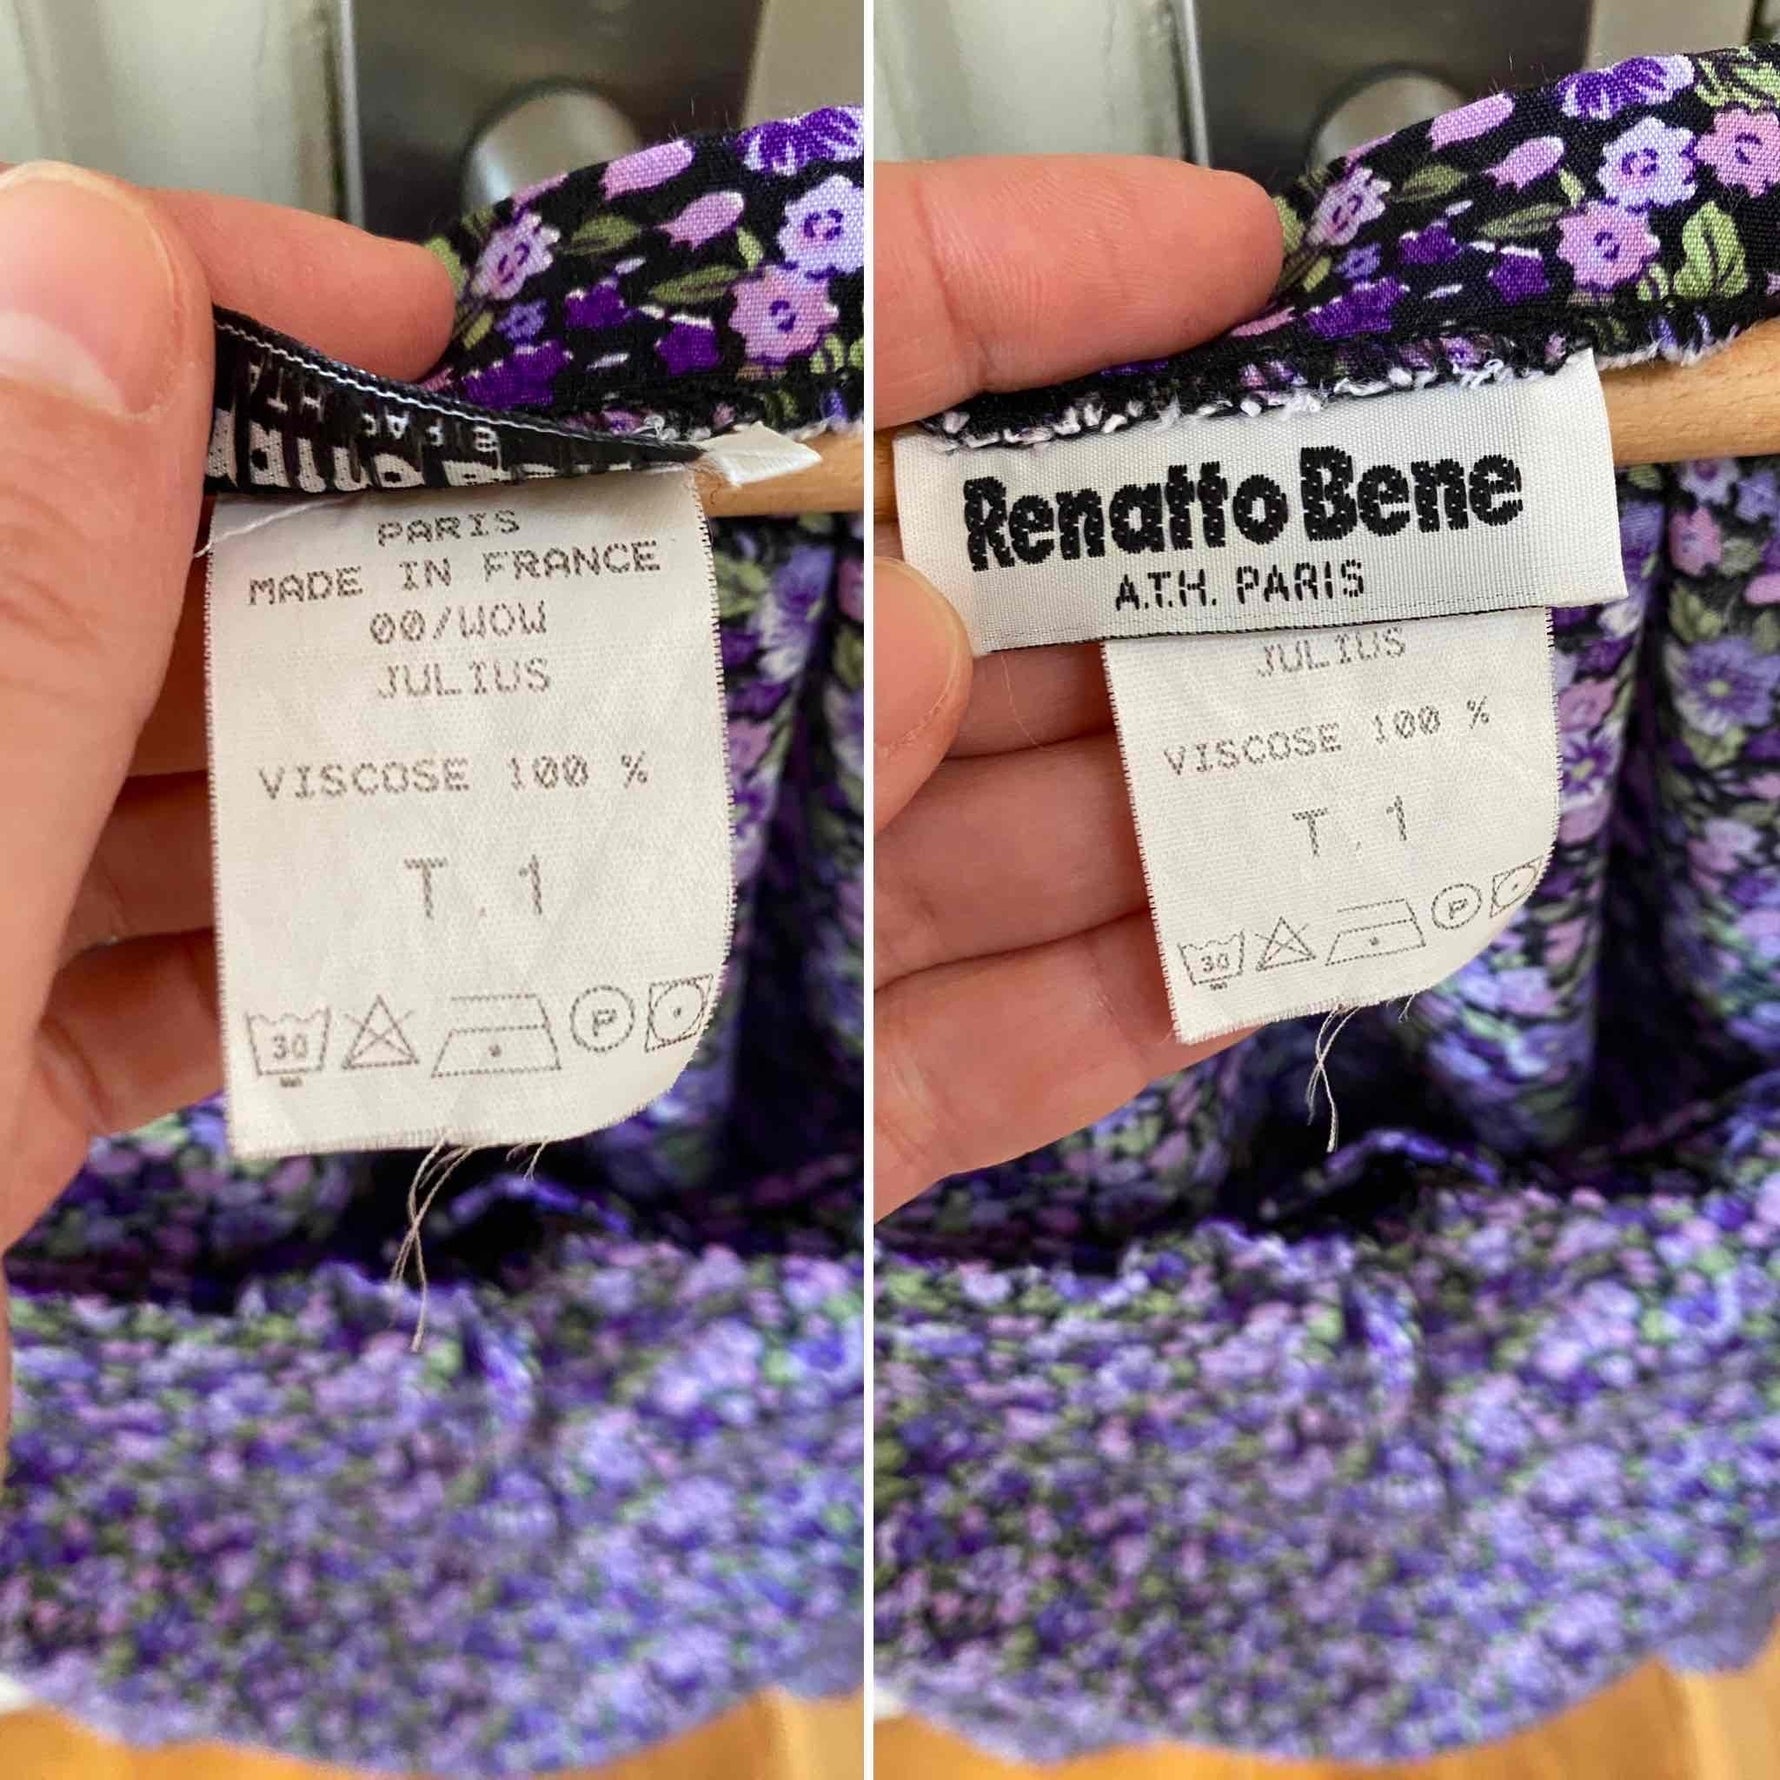 PARIS
MADE IN FRANCE
00/WOW
JULIUS
VISCOSE 100 %
T.1
30
P
Renatto Bene
A.T.H. PARIS
JULIUS
VISCOSE 100 %
T.1
30
P